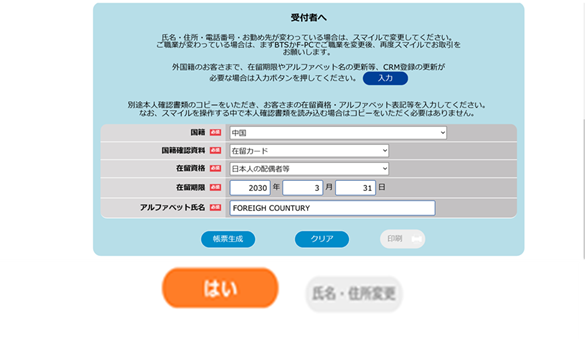 受付者へ
氏名・住所・電話番号・お勤め先が変わっている場合は、スマイルで変更してください。
ご職業が変わっている場合は、まずBTSかF-PCでご職業を変更後、再度スマイルでお取引を
お願いします。
外国籍のお客さまで、在留期限やアルファベット名の更新等、CRM登録の更新が
必要な場合は入力ボタンを押してください。 入力
別途本人確認書類のコピーをいただき、お客さまの在留資格・アルファベット表記等を入力してください。
なお、スマイルを操作する中で本人確認書類を読み込む場合はコピーをいただく必要はありません。
国籍 必須 中国
国籍確認資料 必須 在留カード
在留資格 必須 日本人の配偶者等
在留期限 必須 2030 年 3 月 31 日
アルファベット氏名 必須 FOREIGH COUNTURY
帳票生成 クリア 印刷
はい 氏名・住所変更